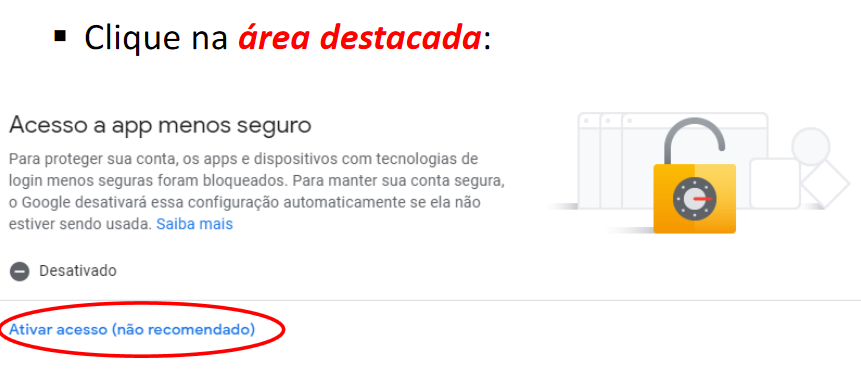 ▪ Clique na área destacada:
Acesso a app menos seguro
Para proteger sua conta, os apps e dispositivos com tecnologias de
login menos seguras foram bloqueados. Para manter sua conta segura,
o Google desativará essa configuração automaticamente se ela não
estiver sendo usada. Saiba mais
Desativado
Ativar acesso (não recomendado)